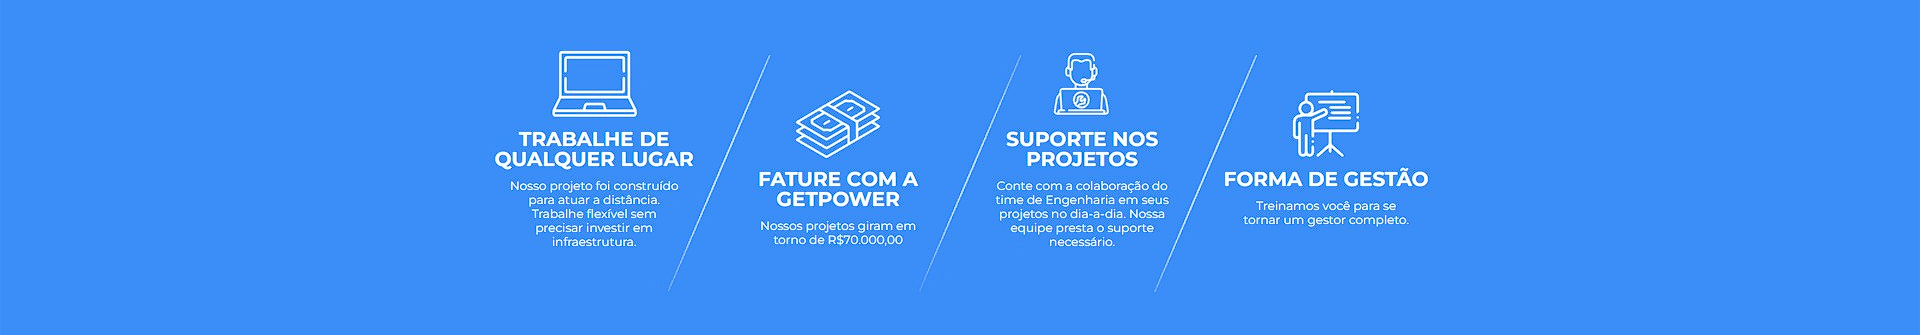 TRABALHE DE
QUALQUER LUGAR
Nosso projeto foi construído
para atuar a distância.
Trabalhe flexível sem
precisar investir em
infraestrutura.
FATURE COM A
GETPOWER
Nossos projetos giram em
torno de R$70.000,00
SUPORTE NOS
PROJETOS
Conte com a colaboração do
time de Engenharia em seus
projetos no dia-a-dia. Nossa
equipe presta o suporte
necessário.
FORMA DE GESTÃO
Treinamos você para se
tornar um gestor completo.